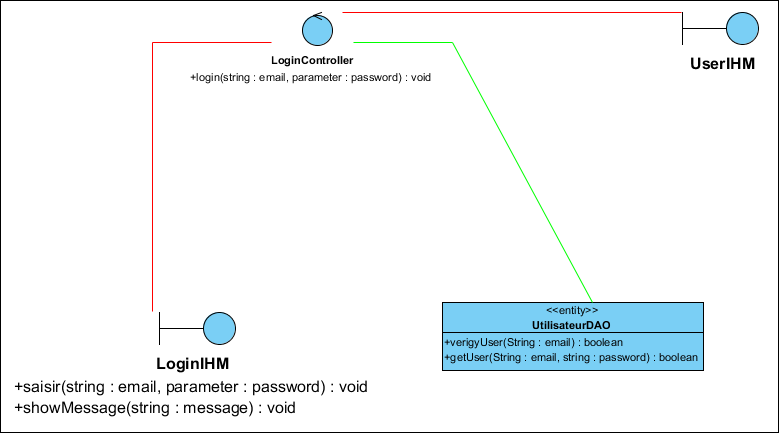 LoginController
+login(string : email, parameter : password) : void
UserIHM
<<entity>>
UtilisateurDAO
+verigyUser(String : email) : boolean
+getUser(String : email, string : password) : boolean
LoginIHM
+saisir(string : email, parameter : password) : void
+showMessage(string : message) : void